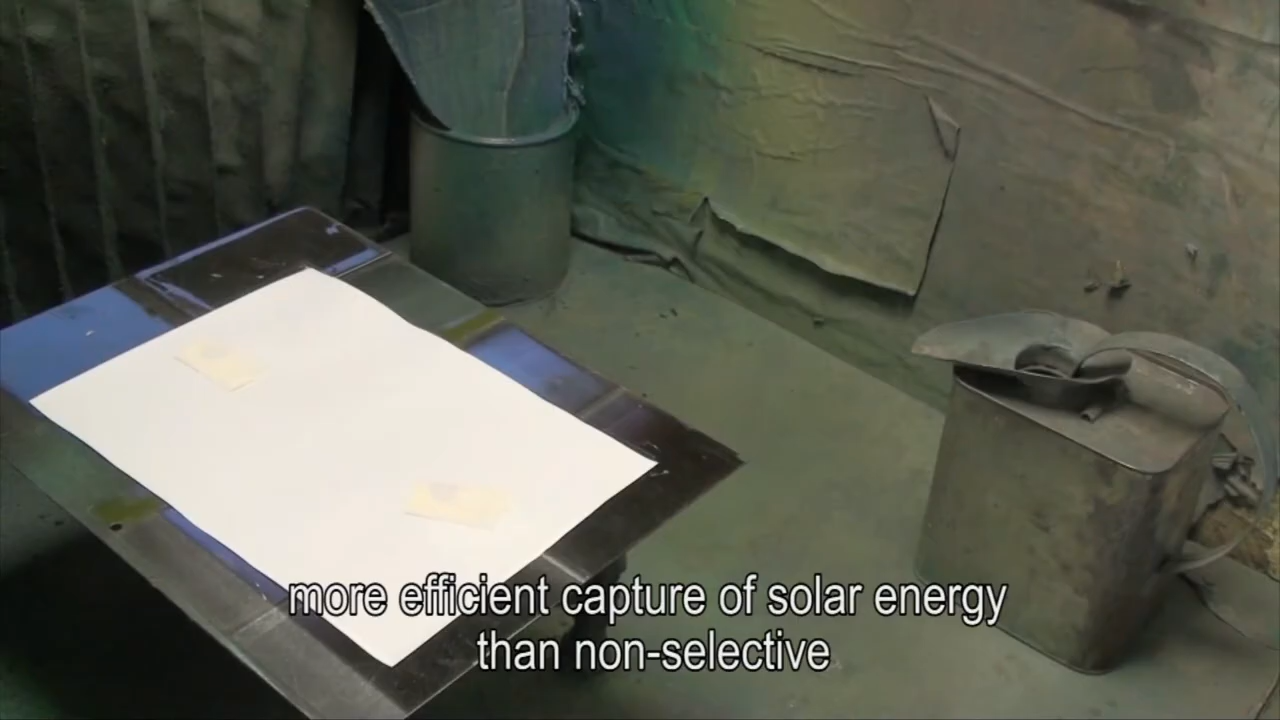 more efficient capture of solar energy
than non-selective